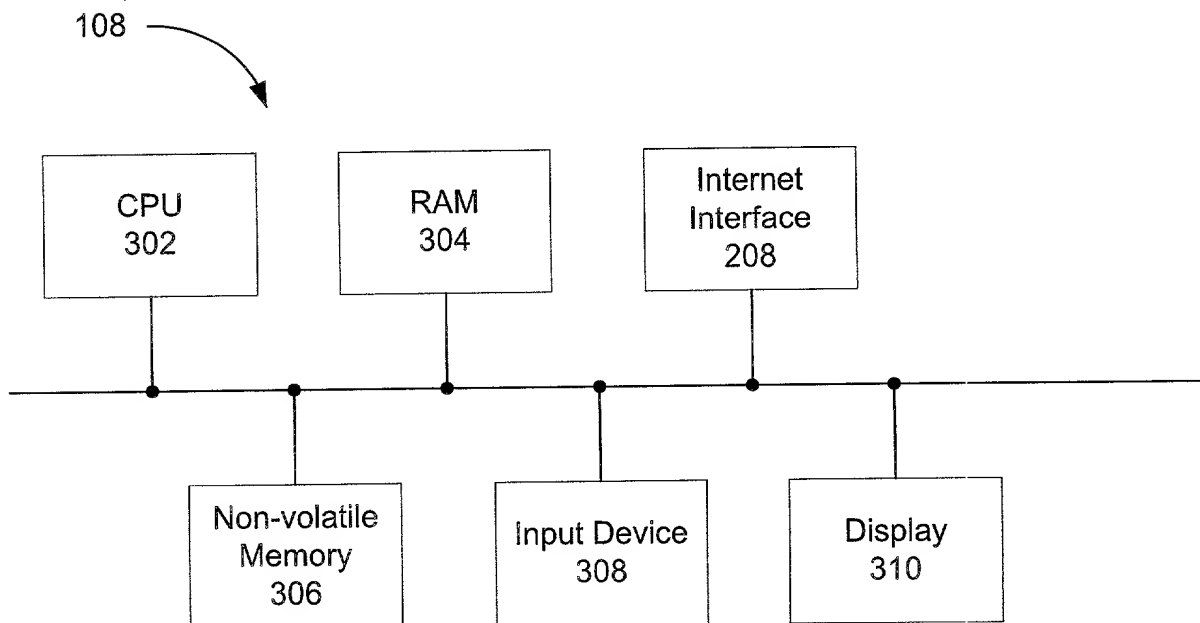 108
CPU
302
RAM
304
Internet
Interface
208
Non-volatile
Memory
306
Input Device
308
Display
310